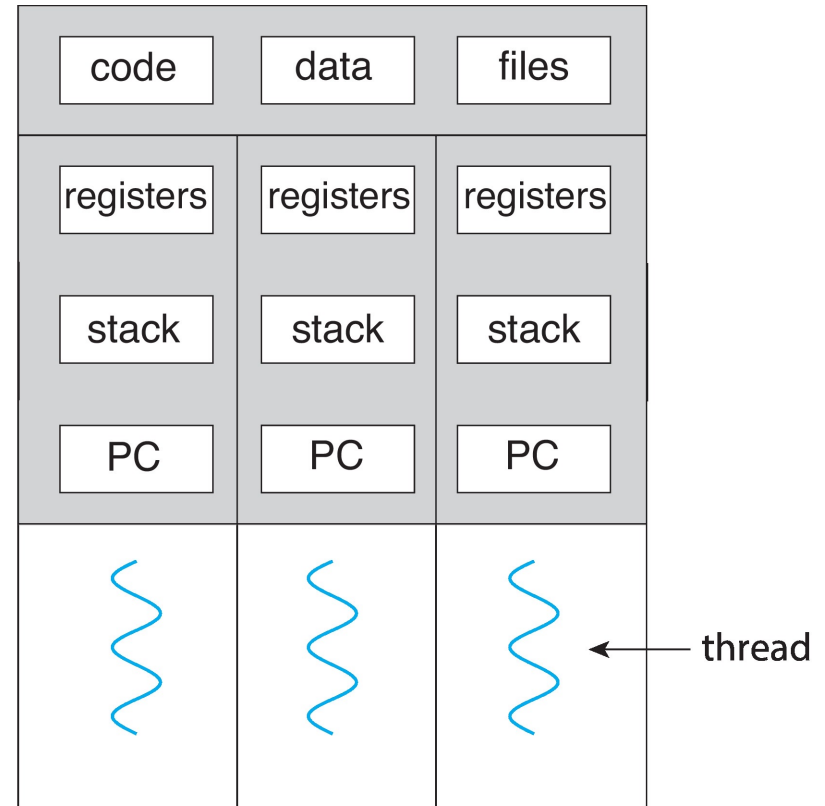 code data files
registers registers registers
stack stack stack
PC PC PC
thread